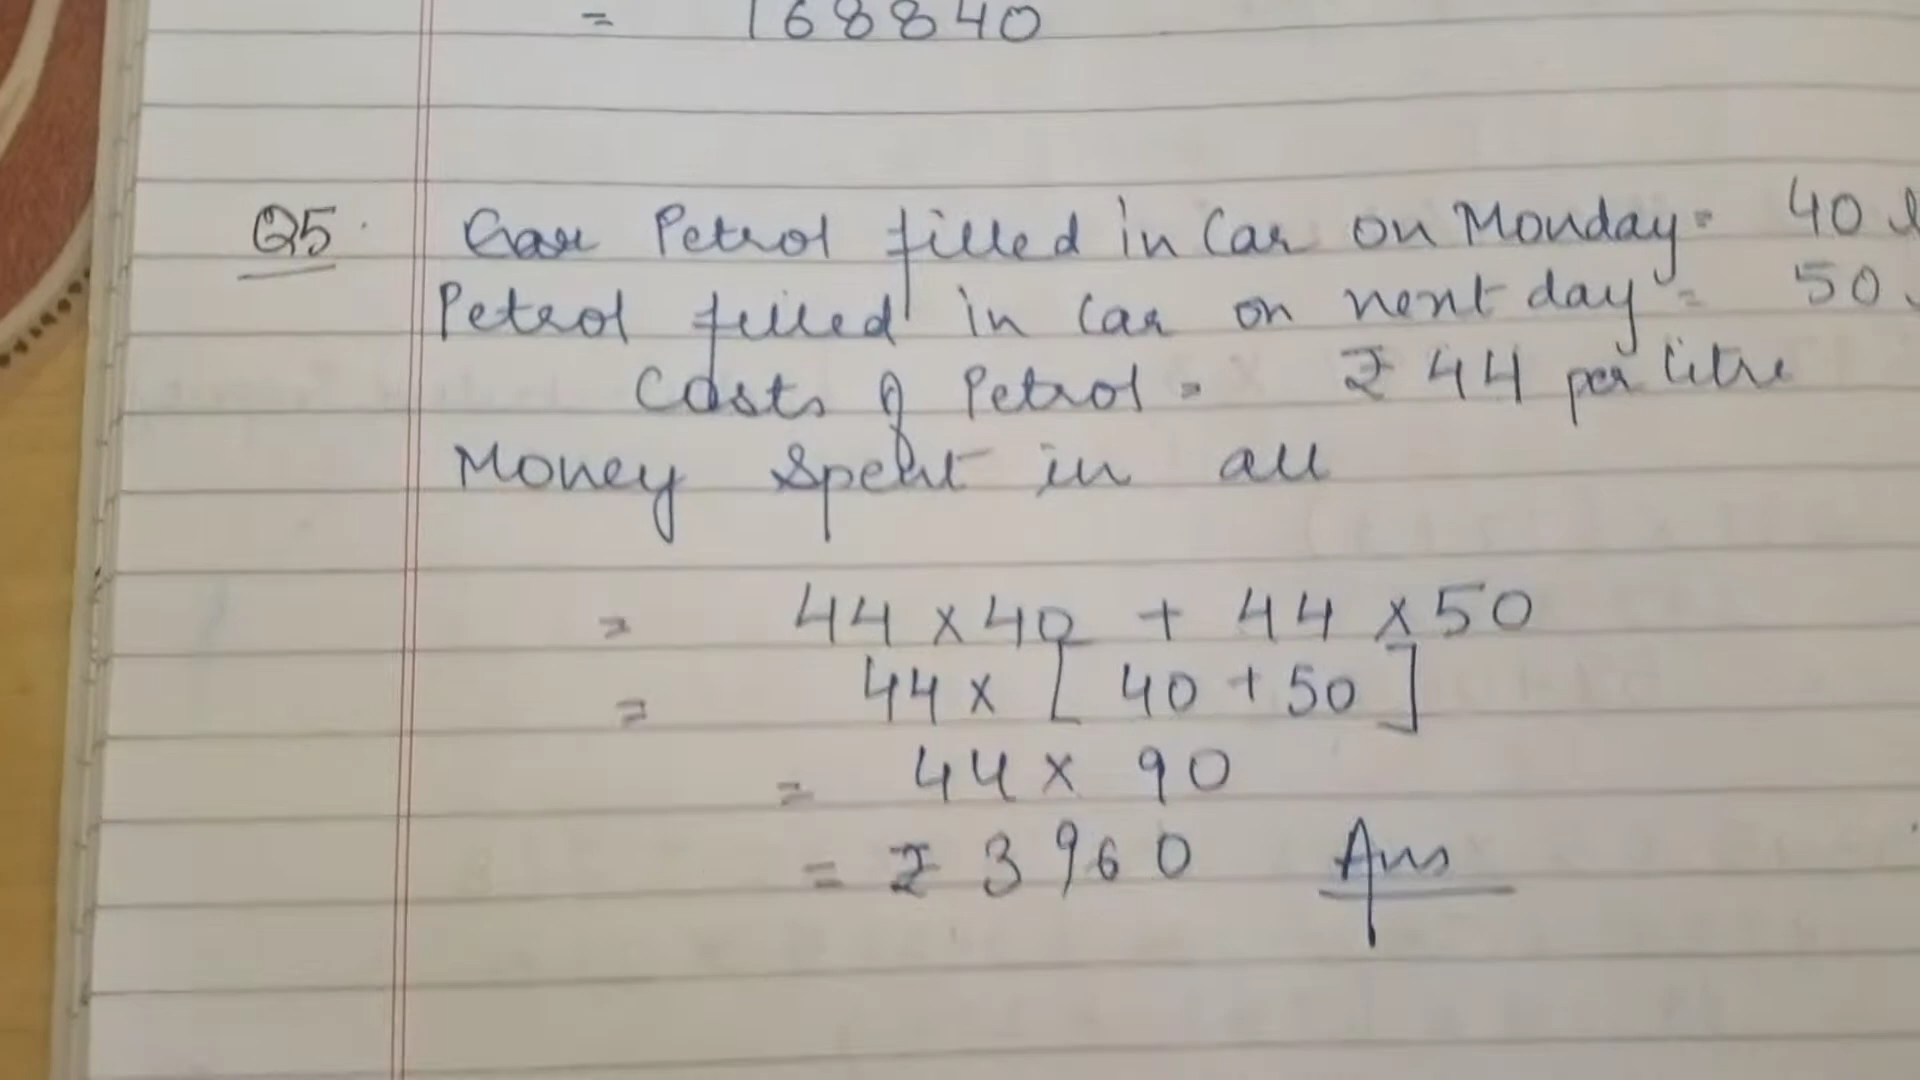 = 168840
Q5. Petrol filled in Car on Monday = 40 l
Petrol filled in Car on next day = 50
Costs of Petrol = ₹ 44 per litre
Money Spent in all
= 44 × 40 + 44 × 50
= 44 × [ 40 + 50 ]
= 44 × 90
= ₹ 3960 Ans